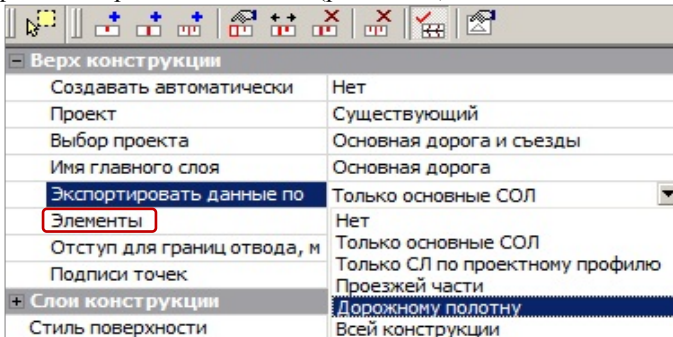 Верх конструкции
Создавать автоматически Нет
Проект Существующий
Выбор проекта Основная дорога и съезды
Имя главного слоя Основная дорога
Экспортировать данные по Только основные СОЛ
Элементы Нет
Только основные СОЛ
Отступ для границ отвода, м
Только СЛ по проектному профилю
Подписи точек
Проезжей части
Слои конструкции
Дорожному полотну
Стиль поверхности Всей конструкции